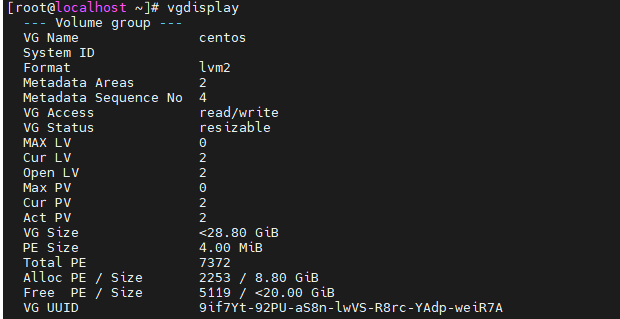 [root@localhost ~]# vgdisplay
--- Volume group ---
VG Name centos
System ID
Format lvm2
Metadata Areas 2
Metadata Sequence No 4
VG Access read/write
VG Status resizable
MAX LV 0
Cur LV 2
Open LV 2
Max PV 0
Cur PV 2
Act PV 2
VG Size <28.80 GiB
PE Size 4.00 MiB
Total PE 7372
Alloc PE / Size 2253 / 8.80 GiB
Free PE / Size 5119 / <20.00 GiB
VG UUID 9if7Yt-92PU-aS8n-lwVS-R8rc-YAdp-weiR7A